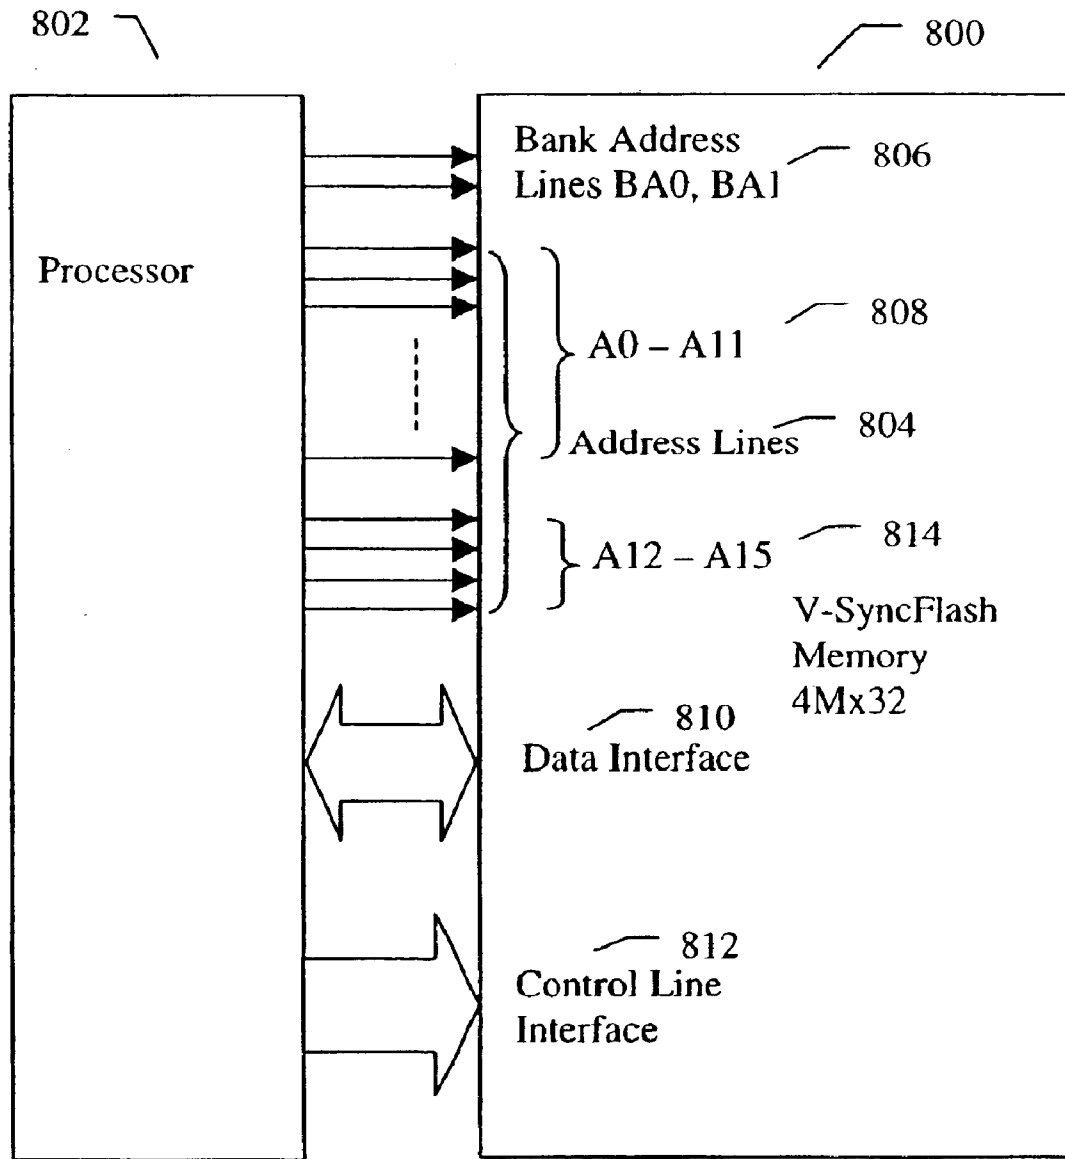 802
800
Bank Address
Lines BA0, BA1
806
Processor
A0 – A11
808
Address Lines
804
A12 – A15
814
V-SyncFlash
Memory
4Mx32
810
Data Interface
812
Control Line
Interface